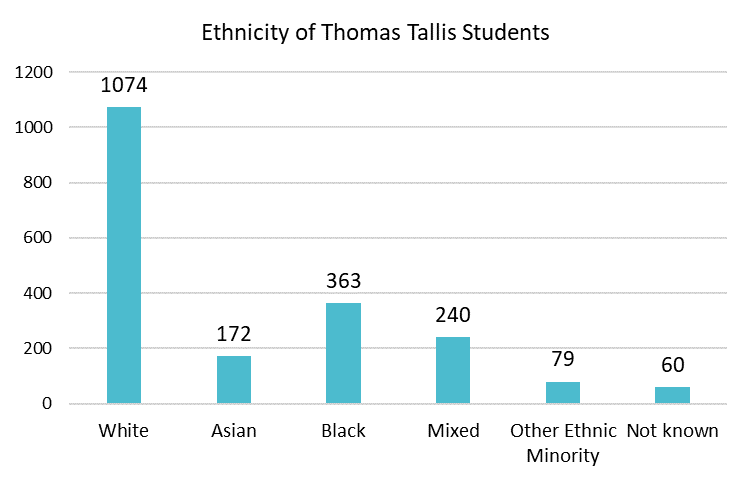 Ethnicity of Thomas Tallis Students
1200
1000
800
600
400
200
0
1074
172
363
240
79
60
White
Asian
Black
Mixed
Other Ethnic
Minority
Not known